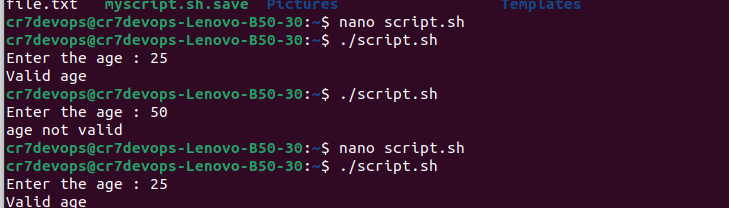 file.txt myscript.sh.save Pictures Templates
cr7devops@cr7devops-Lenovo-B50-30:~$ nano script.sh
cr7devops@cr7devops-Lenovo-B50-30:~$ ./script.sh
Enter the age : 25
Valid age
cr7devops@cr7devops-Lenovo-B50-30:~$ ./script.sh
Enter the age : 50
age not valid
cr7devops@cr7devops-Lenovo-B50-30:~$ nano script.sh
cr7devops@cr7devops-Lenovo-B50-30:~$ ./script.sh
Enter the age : 25
Valid age